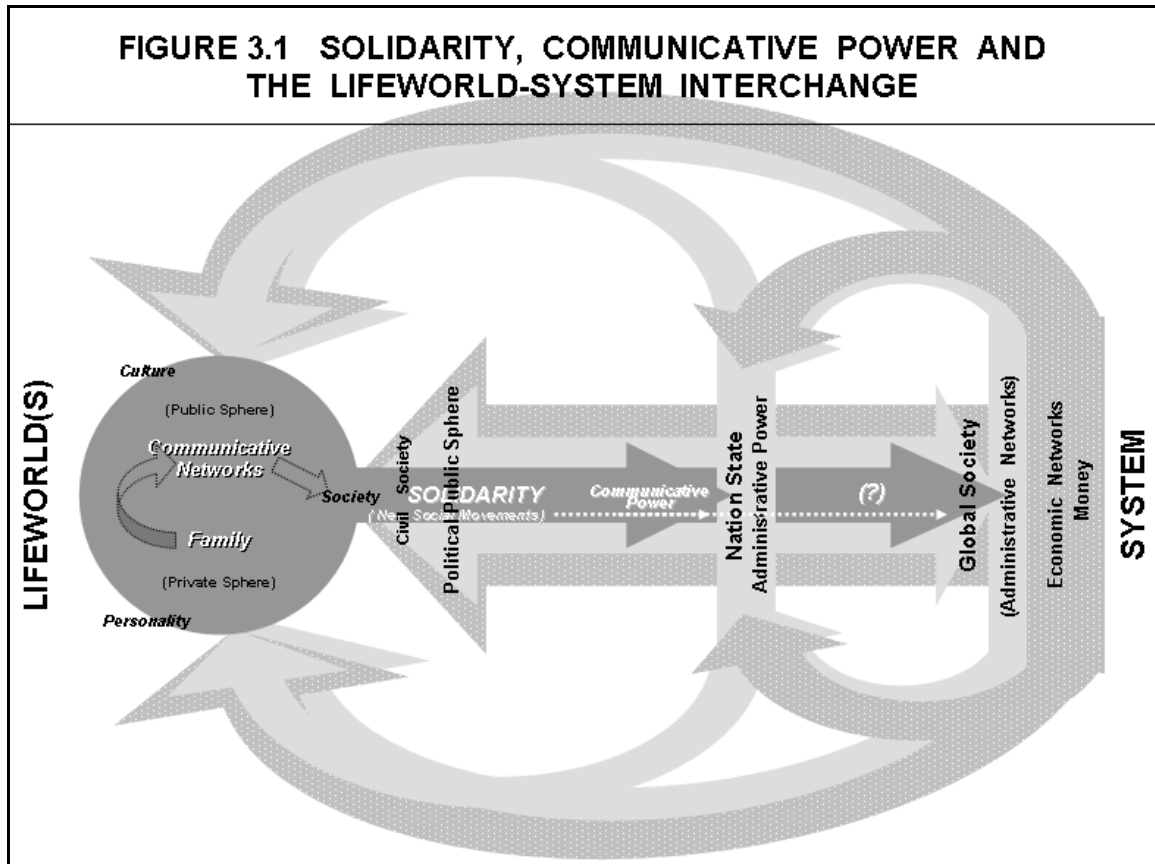 FIGURE 3.1 SOLIDARITY, COMMUNICATIVE POWER AND
THE LIFEWORLD-SYSTEM INTERCHANGE
LIFEWORLD(S)
Culture
(Public Sphere)
Communicative
Networks
Society
Family
(Private Sphere)
Personality
Civil Society
Political Public Sphere
SOLIDARITY
(New Social Movements)
Communicative
Power
Nation State
Administrative Power
(?)
Global Society
(Administrative Networks)
Economic Networks
Money
SYSTEM